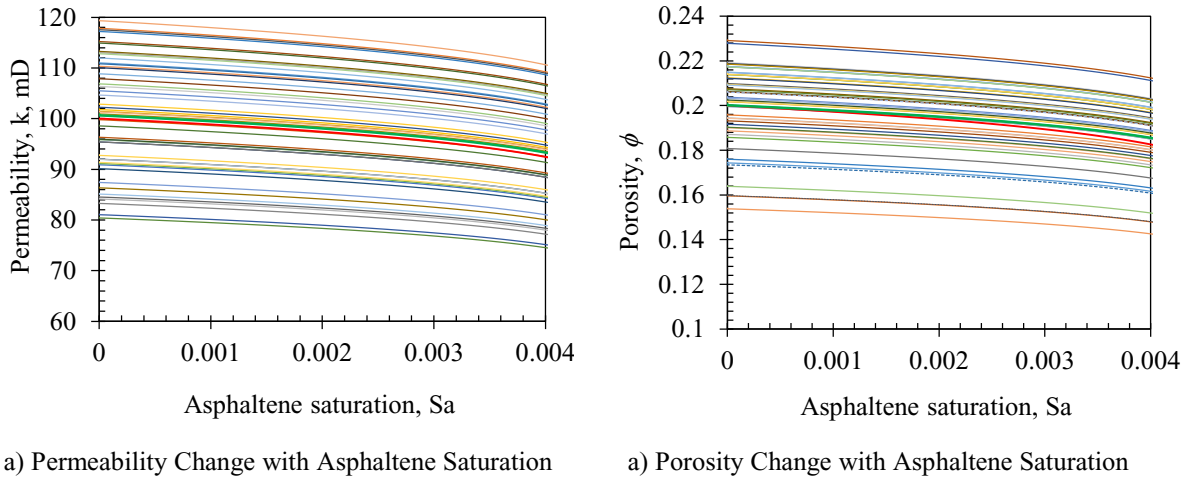 Permeability, k, mD
120
110
100
90
80
70
60
0 0.001 0.002 0.003 0.004
Asphaltene saturation, Sa
a) Permeability Change with Asphaltene Saturation
Porosity, ϕ
0.24
0.22
0.2
0.18
0.16
0.14
0.12
0.1
0 0.001 0.002 0.003 0.004
Asphaltene saturation, Sa
a) Porosity Change with Asphaltene Saturation